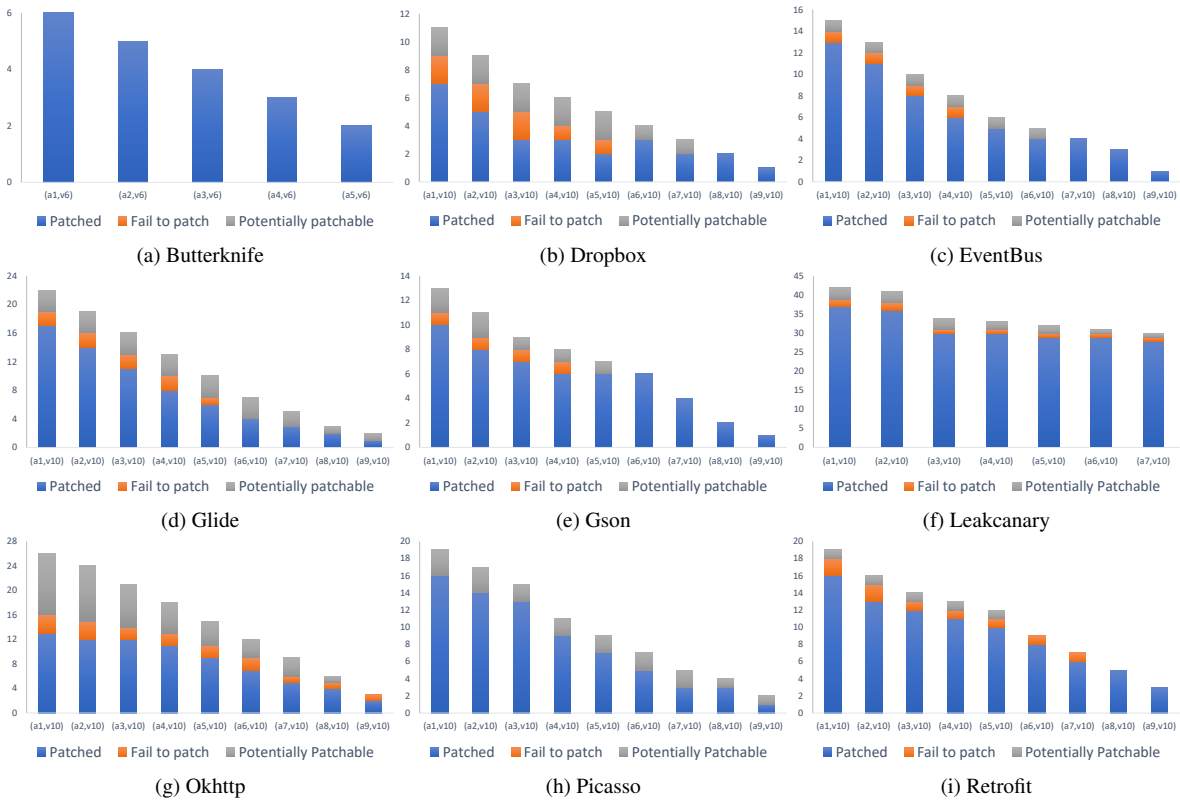 6
4
2
0
(a1,v6) (a2,v6) (a3,v6) (a4,v6) (a5,v6)
Patched Fail to patch Potentially patchable
(a) Butterknife
12
10
8
6
4
2
0
(a1,v10) (a2,v10) (a3,v10) (a4,v10) (a5,v10) (a6,v10) (a7,v10) (a8,v10) (a9,v10)
Patched Fail to patch Potentially patchable
(b) Dropbox
16
14
12
10
8
6
4
2
0
(a1,v10) (a2,v10) (a3,v10) (a4,v10) (a5,v10) (a6,v10) (a7,v10) (a8,v10) (a9,v10)
Patched Fail to patch Potentially patchable
(c) EventBus
24
20
16
12
8
4
0
(a1,v10) (a2,v10) (a3,v10) (a4,v10) (a5,v10) (a6,v10) (a7,v10) (a8,v10) (a9,v10)
Patched Fail to patch Potentially patchable
(d) Glide
14
12
10
8
6
4
2
0
(a1,v10) (a2,v10) (a3,v10) (a4,v10) (a5,v10) (a6,v10) (a7,v10) (a8,v10) (a9,v10)
Patched Fail to patch Potentially patchable
(e) Gson
45
40
35
30
25
20
15
10
5
0
(a1,v10) (a2,v10) (a3,v10) (a4,v10) (a5,v10) (a6,v10) (a7,v10)
Patched Fail to patch Potentially patchable
(f) Leakcanary
28
24
20
16
12
8
4
0
(a1,v10) (a2,v10) (a3,v10) (a4,v10) (a5,v10) (a6,v10) (a7,v10) (a8,v10) (a9,v10)
Patched Fail to patch Potentially Patchable
(g) Okhttp
20
18
16
14
12
10
8
6
4
2
0
(a1,v10) (a2,v10) (a3,v10) (a4,v10) (a5,v10) (a6,v10) (a7,v10) (a8,v10) (a9,v10)
Patched Fail to patch Potentially patchable
(h) Picasso
20
18
16
14
12
10
8
6
4
2
0
(a1,v10) (a2,v10) (a3,v10) (a4,v10) (a5,v10) (a6,v10) (a7,v10) (a8,v10) (a9,v10)
Patched Fail to patch Potentially patchable
(i) Retrofit